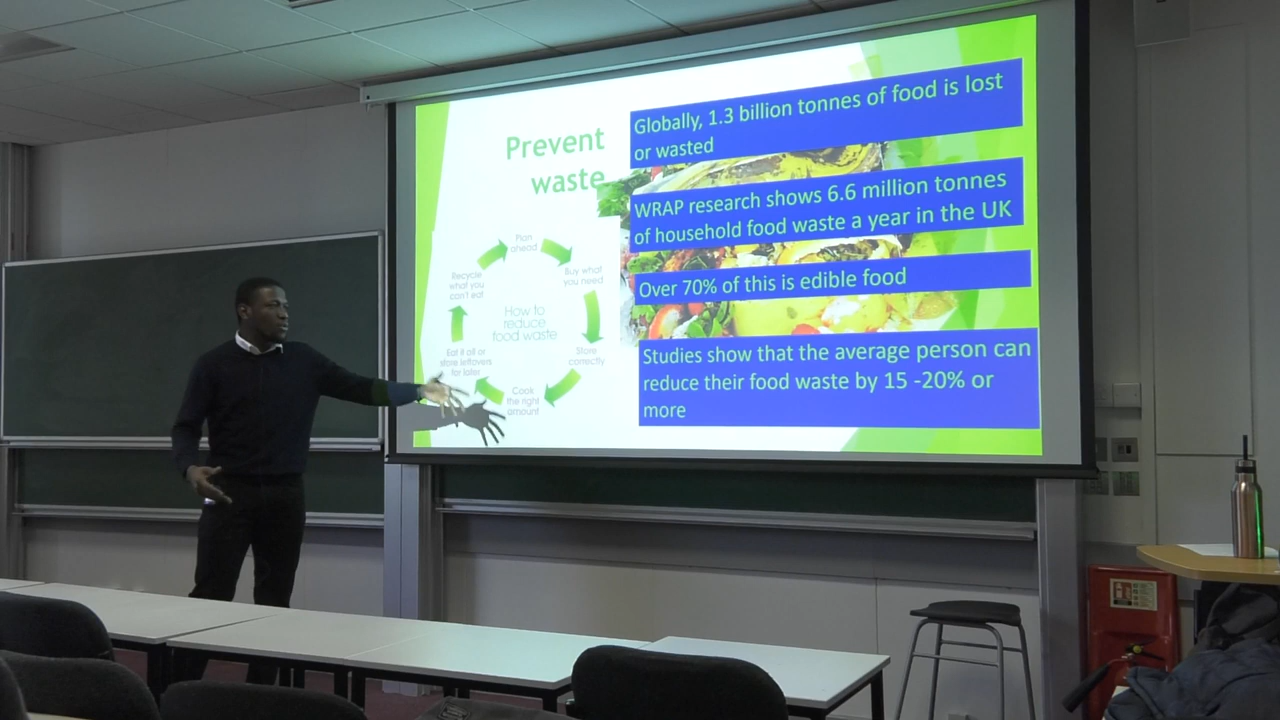 Prevent
waste
Globally, 1.3 billion tonnes of food is lost
or wasted
WRAP research shows 6.6 million tonnes
of household food waste a year in the UK
Over 70% of this is edible food
Studies show that the average person can
reduce their food waste by 15 -20% or
more
How to
reduce
food waste
Plan
ahead
Buy what
you need
Store
correctly
Cook
the right
amount
Eat it all or
store leftovers
for later
Recycle
what you
can't eat